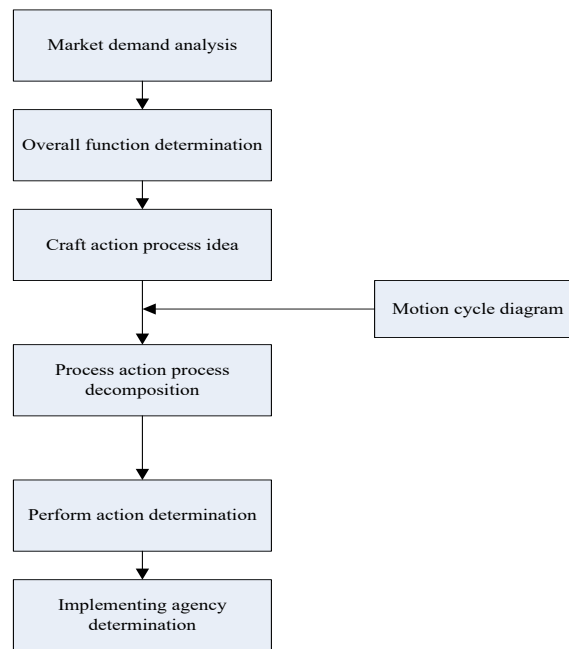 Market demand analysis
Overall function determination
Craft action process idea
Motion cycle diagram
Process action process
decomposition
Perform action determination
Implementing agency
determination